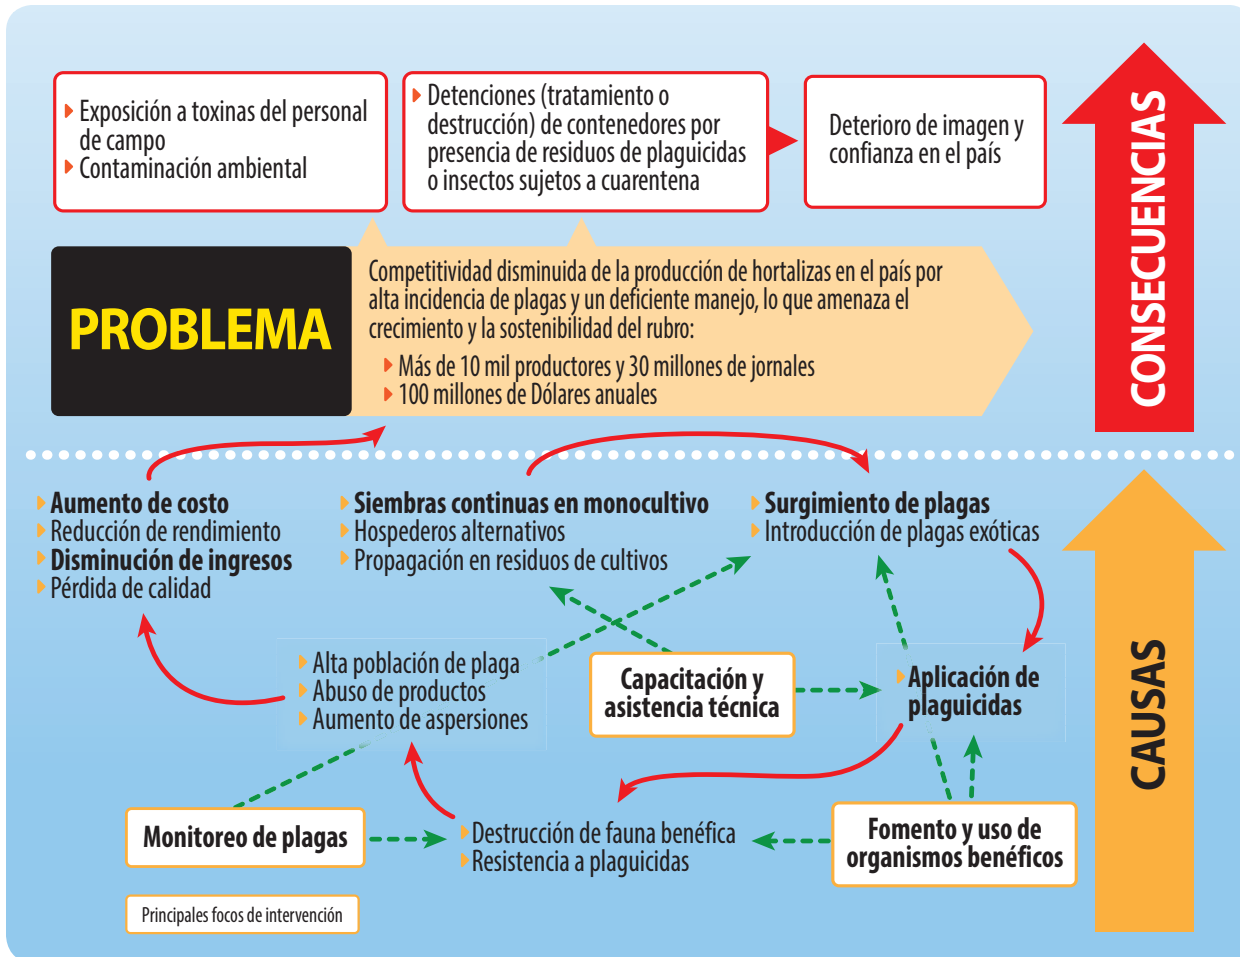 Exposición a toxinas del personal
de campo
Contaminación ambiental
Detenciones (tratamiento o
destrucción) de contenedores por
presencia de residuos de plaguicidas
o insectos sujetos a cuarentena
Deterioro de imagen y
confianza en el país
CONSECUENCIAS
PROBLEMA
Competitividad disminuida de la producción de hortalizas en el país por
alta incidencia de plagas y un deficiente manejo, lo que amenaza el
crecimiento y la sostenibilidad del rubro:
Más de 10 mil productores y 30 millones de jornales
100 millones de Dólares anuales
Aumento de costo
Reducción de rendimiento
Disminución de ingresos
Pérdida de calidad
Siembras continuas en monocultivo
Hospederos alternativos
Propagación en residuos de cultivos
Surgimiento de plagas
Introducción de plagas exóticas
CAUSAS
Alta población de plaga
Abuso de productos
Aumento de aspersiones
Capacitación y
asistencia técnica
Aplicación de
plaguicidas
Monitoreo de plagas
Destrucción de fauna benéfica
Resistencia a plaguicidas
Fomento y uso de
organismos benéficos
Principales focos de intervención